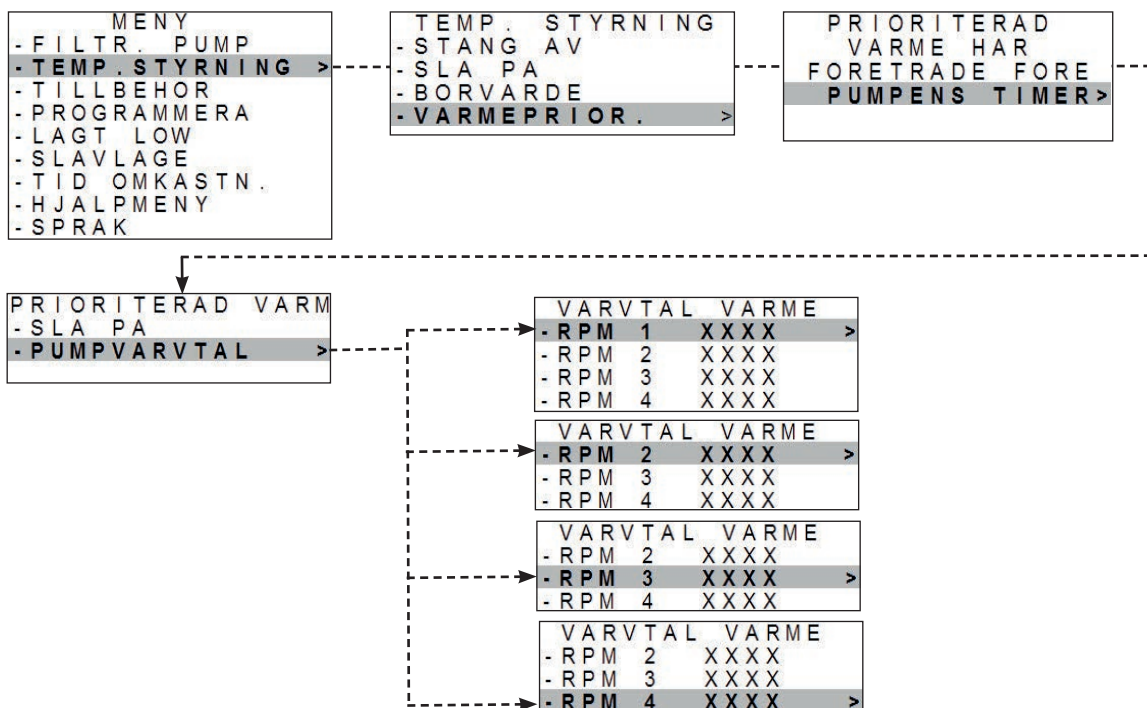 MENY
- FILTR. PUMP
- TEMP.STYRNING >
- TILLBEHOR
- PROGRAMMERA
- LAGT LOW
- SLAVLAGE
- TID OMKASTN.
- HJALPMENY
- SPRAK
TEMP. STYRNING
- STANG AV
- SLA PA
- BORVARDE
- VARMEPRIOR. >
PRIORITERAD
VARME HAR
FORETRADE FORE
PUMPENS TIMER>
PRIORITERAD VARM
- SLA PA
- PUMPVARVTAL >
VARVTAL VARME
- RPM 1 XXXX >
- RPM 2 XXXX
- RPM 3 XXXX
- RPM 4 XXXX
VARVTAL VARME
- RPM 2 XXXX >
- RPM 3 XXXX
- RPM 4 XXXX
VARVTAL VARME
- RPM 2 XXXX
- RPM 3 XXXX >
- RPM 4 XXXX
VARVTAL VARME
- RPM 2 XXXX
- RPM 3 XXXX
- RPM 4 XXXX >